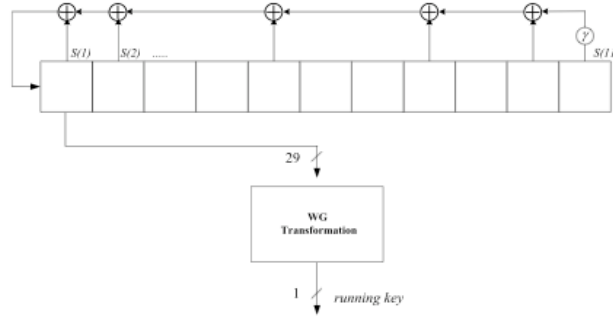 γ
S(1) S(2) ...... S(11
29
WG
Transformation
1 running key